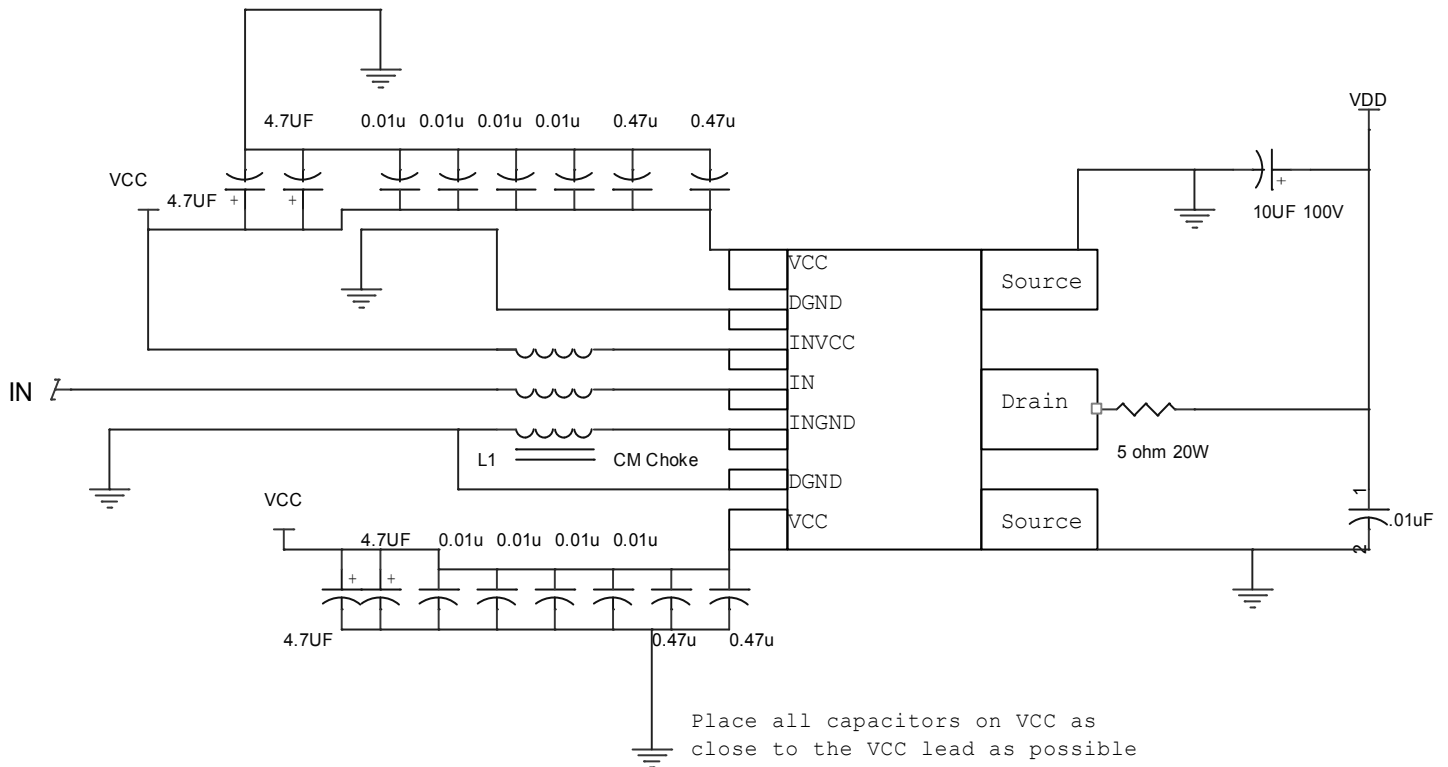 VDD
4.7UF 0.01u 0.01u 0.01u 0.01u 0.47u 0.47u
VCC
4.7UF + +
+
10UF 100V
VCC
Source
DGND
INVCC
IN
IN
Drain
INGND
5 ohm 20W
L1 CM Choke
DGND
VCC
VCC
Source
1
.01uF
2
4.7UF 0.01u 0.01u 0.01u 0.01u
+ +
4.7UF 0.47u 0.47u
Place all capacitors on VCC as
close to the VCC lead as possible